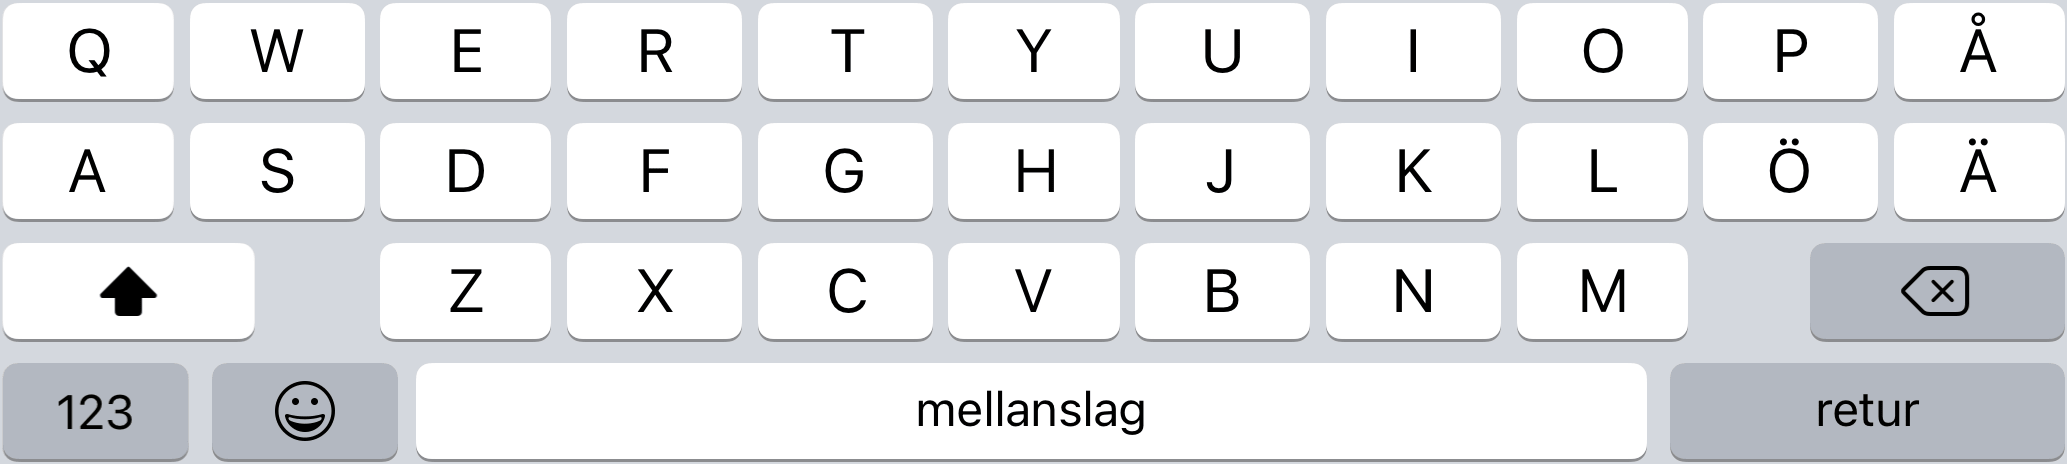 Q W E R T Y U I O P Å
A S D F G H J K L Ö Ä
Z X C V B N M
123 mellanslag retur